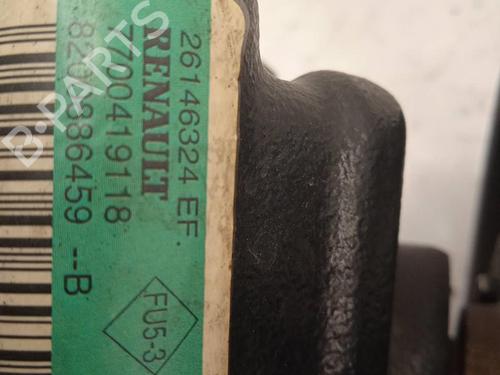 26146324 EF
RENAULT
7700419118
8200386459 --B
FU5-3
B-PARTS